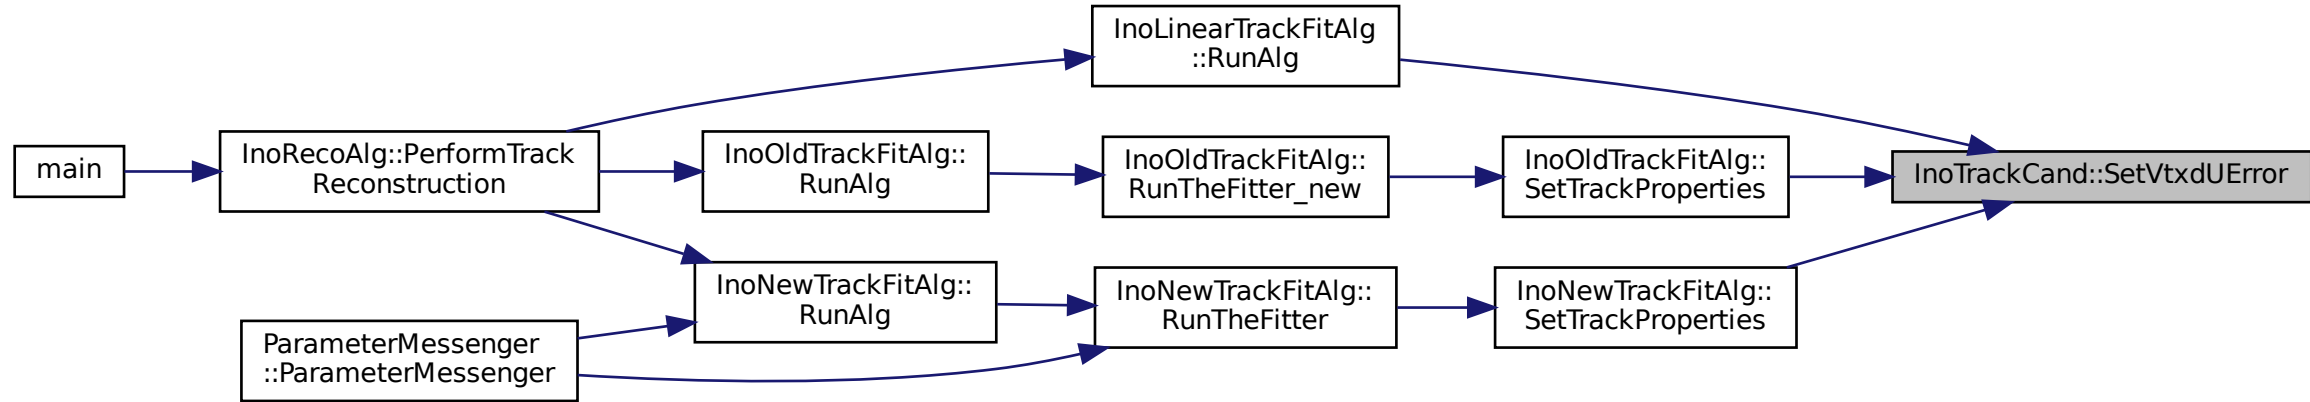 main
InoRecoAlg::PerformTrack
Reconstruction
InoLinearTrackFitAlg
::RunAlg
InoOldTrackFitAlg::
RunAlg
InoOldTrackFitAlg::
RunTheFitter_new
InoOldTrackFitAlg::
SetTrackProperties
InoTrackCand::SetVtxdUError
InoNewTrackFitAlg::
RunAlg
InoNewTrackFitAlg::
RunTheFitter
InoNewTrackFitAlg::
SetTrackProperties
ParameterMessenger
::ParameterMessenger